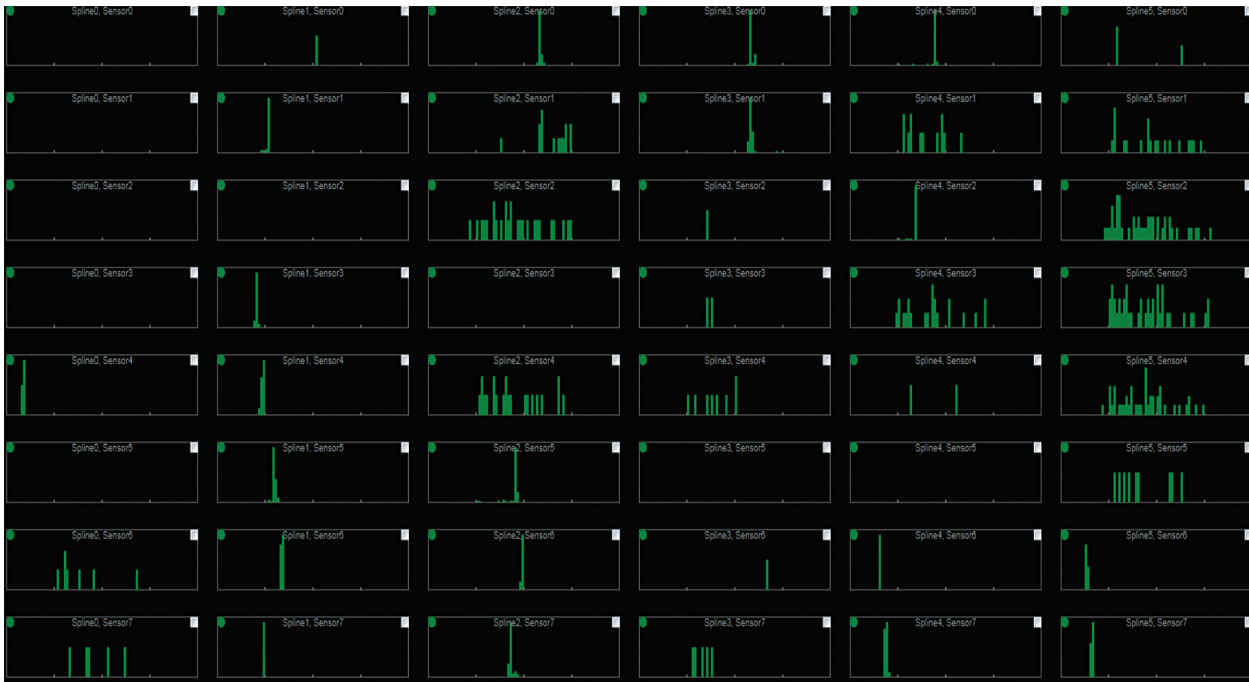 Spline0, Sensor0 Spline1, Sensor0 Spline2, Sensor0 Spline3, Sensor0 Spline4, Sensor0 Spline5, Sensor0
Spline0, Sensor1 Spline1, Sensor1 Spline2, Sensor1 Spline3, Sensor1 Spline4, Sensor1 Spline5, Sensor1
Spline0, Sensor2 Spline1, Sensor2 Spline2, Sensor2 Spline3, Sensor2 Spline4, Sensor2 Spline5, Sensor2
Spline0, Sensor3 Spline1, Sensor3 Spline2, Sensor3 Spline3, Sensor3 Spline4, Sensor3 Spline5, Sensor3
Spline0, Sensor4 Spline1, Sensor4 Spline2, Sensor4 Spline3, Sensor4 Spline4, Sensor4 Spline5, Sensor4
Spline0, Sensor5 Spline1, Sensor5 Spline2, Sensor5 Spline3, Sensor5 Spline4, Sensor5 Spline5, Sensor5
Spline0, Sensor6 Spline1, Sensor6 Spline2, Sensor6 Spline3, Sensor6 Spline4, Sensor6 Spline5, Sensor6
Spline0, Sensor7 Spline1, Sensor7 Spline2, Sensor7 Spline3, Sensor7 Spline4, Sensor7 Spline5, Sensor7